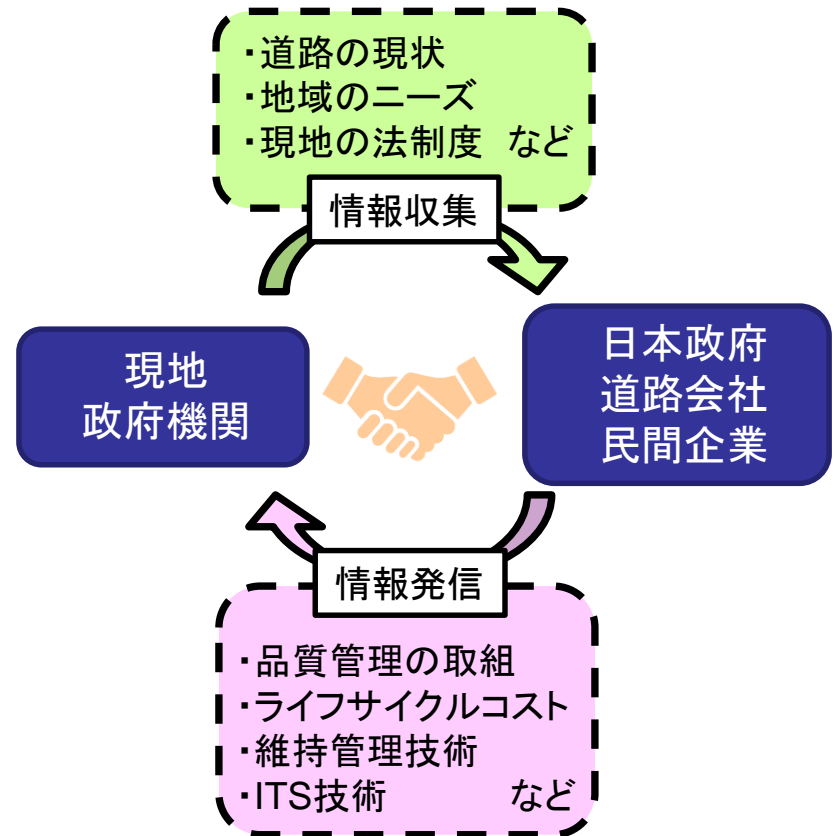 ・道路の現状
・地域のニーズ
・現地の法制度 など
情報収集
現地
政府機関
日本政府
道路会社
民間企業
情報発信
・品質管理の取組
・ライフサイクルコスト
・維持管理技術
・ITS技術 など